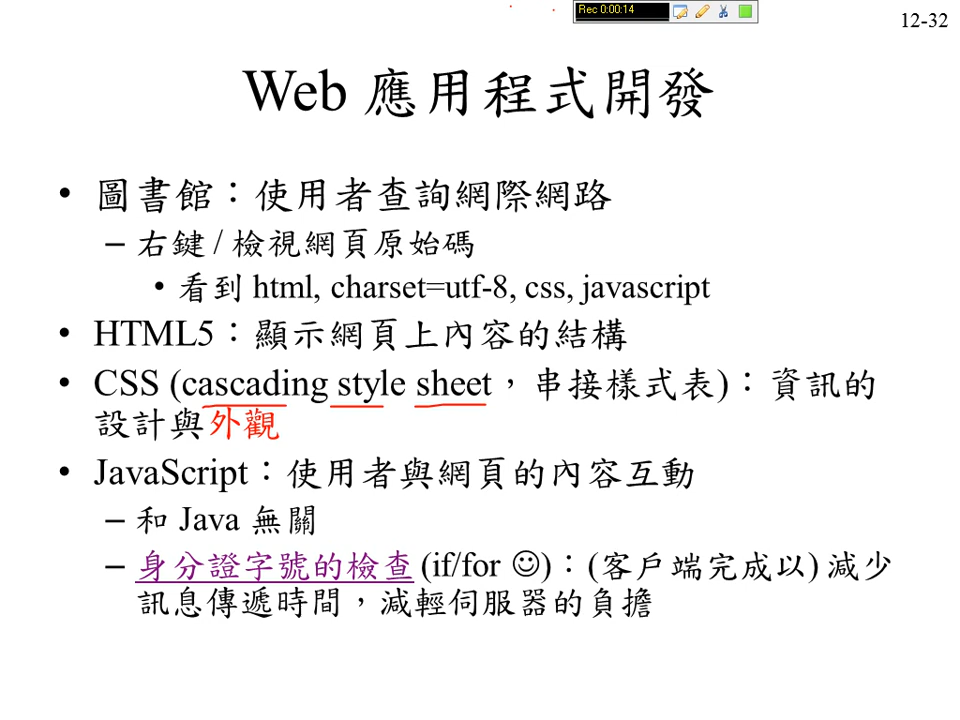 Rec 0:00:14
12-32
Web 應用程式開發
• 圖書館：使用者查詢網際網路
– 右鍵 / 檢視網頁原始碼
• 看到 html, charset=utf-8, css, javascript
• HTML5：顯示網頁上內容的結構
• CSS (cascading style sheet，串接樣式表)：資訊的
設計與外觀
• JavaScript：使用者與網頁的內容互動
– 和 Java 無關
– 身分證字號的檢查 (if/for ☺)：(客戶端完成以) 減少
訊息傳遞時間，減輕伺服器的負擔